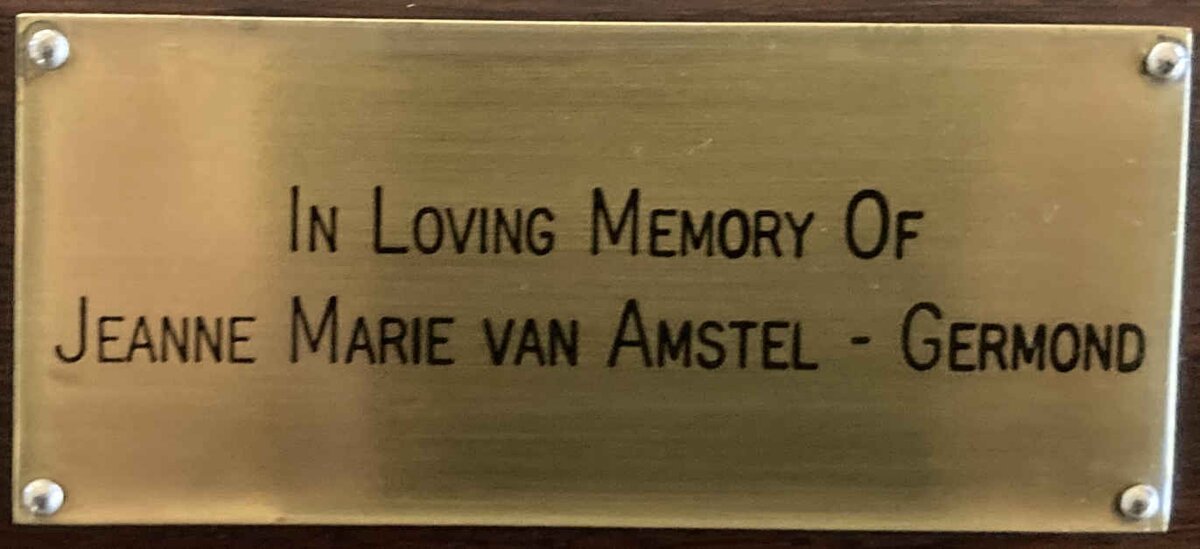 In Loving Memory Of
Jeanne Marie van Amstel - Germond